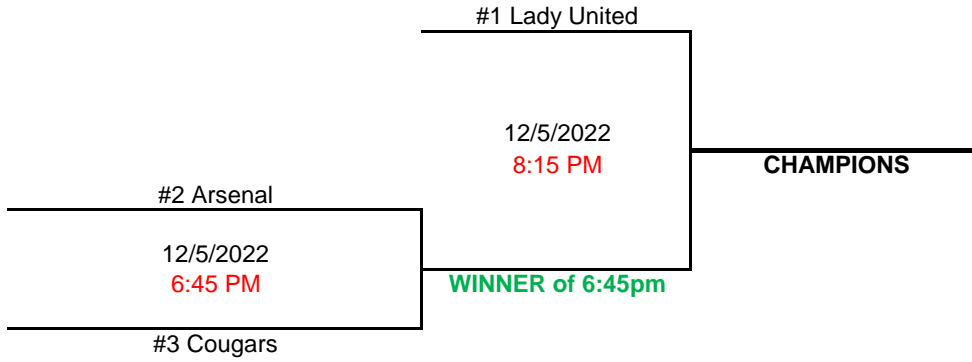 #1 Lady United
12/5/2022
8:15 PM
CHAMPIONS
#2 Arsenal
12/5/2022
6:45 PM
WINNER of 6:45pm
#3 Cougars